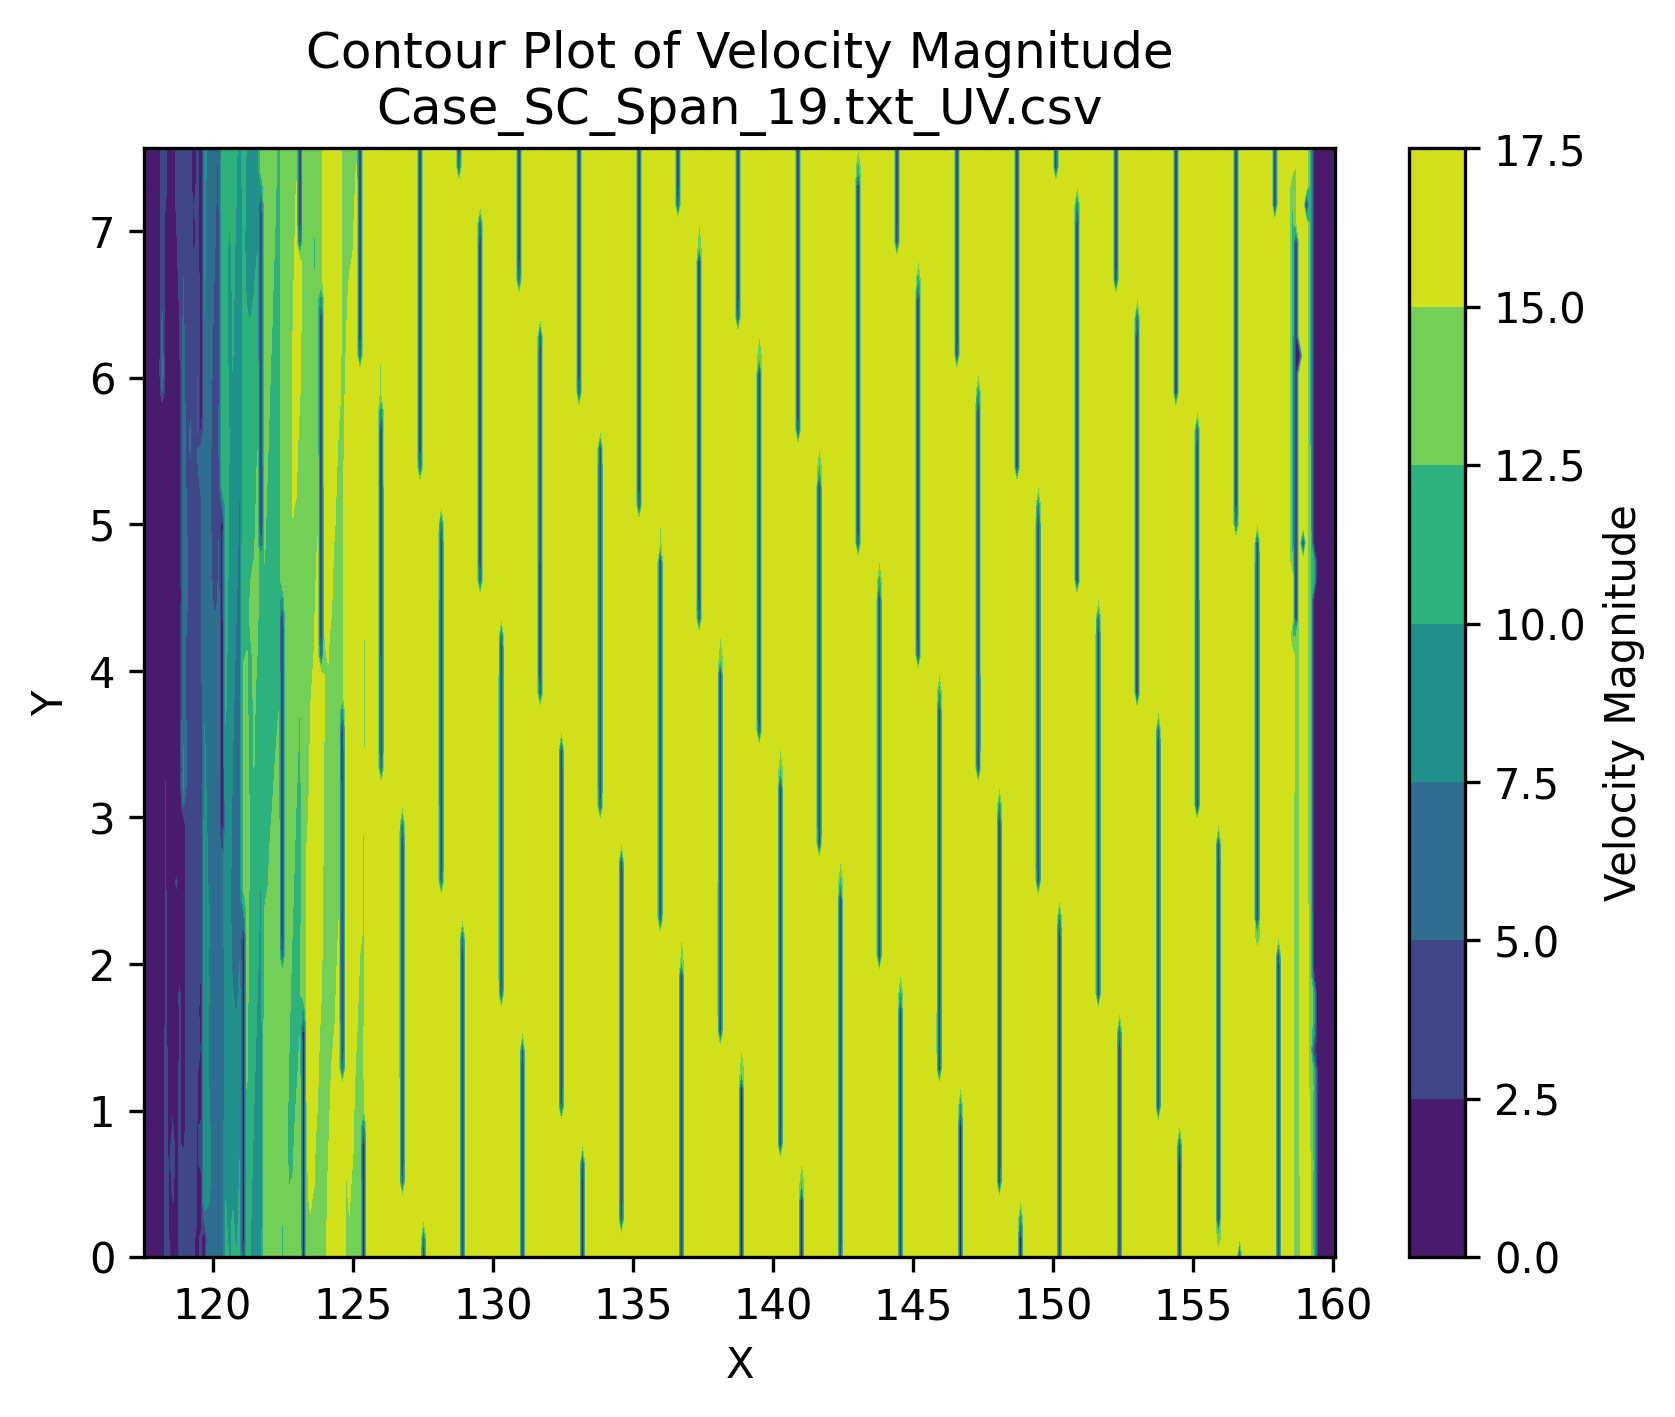 Contour Plot of Velocity Magnitude
Case_SC_Span_19.txt_UV.csv
Y
7
6
5
4
3
2
1
0
120 125 130 135 140 145 150 155 160
X
17.5
15.0
12.5
10.0
7.5
5.0
2.5
0.0
Velocity Magnitude